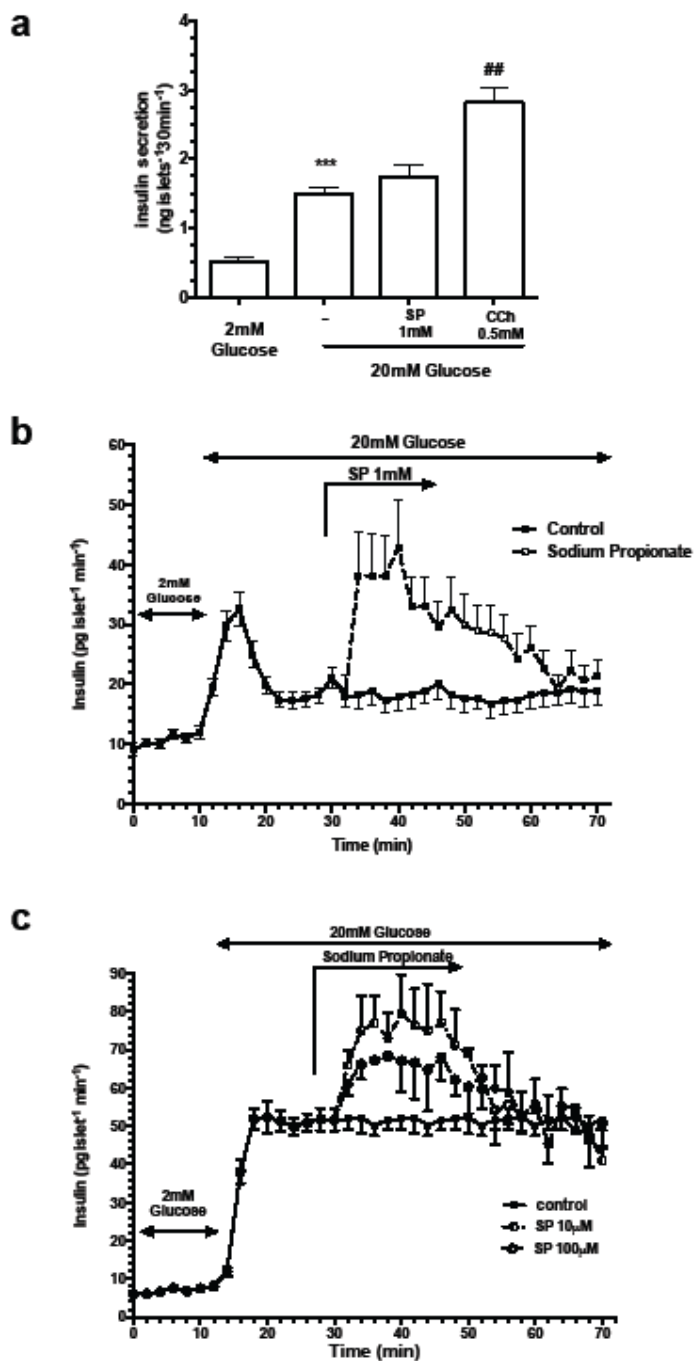 a
insulin secretion
(ng islets⁻¹30min⁻¹)
4
3
2
1
0
***
##
2mM
Glucose
–
SP
1mM
CCh
0.5mM
20mM Glucose
b
20mM Glucose
SP 1mM
2mM
Glucose
Control
Sodium Propionate
Insulin (pg islet⁻¹ min⁻¹)
60
50
40
30
20
10
0
0 10 20 30 40 50 60 70
Time (min)
c
20mM Glucose
Sodium Propionate
2mM
Glucose
control
SP 10μM
SP 100μM
Insulin (pg islet⁻¹ min⁻¹)
90
80
70
60
50
40
30
20
10
0
0 10 20 30 40 50 60 70
Time (min)